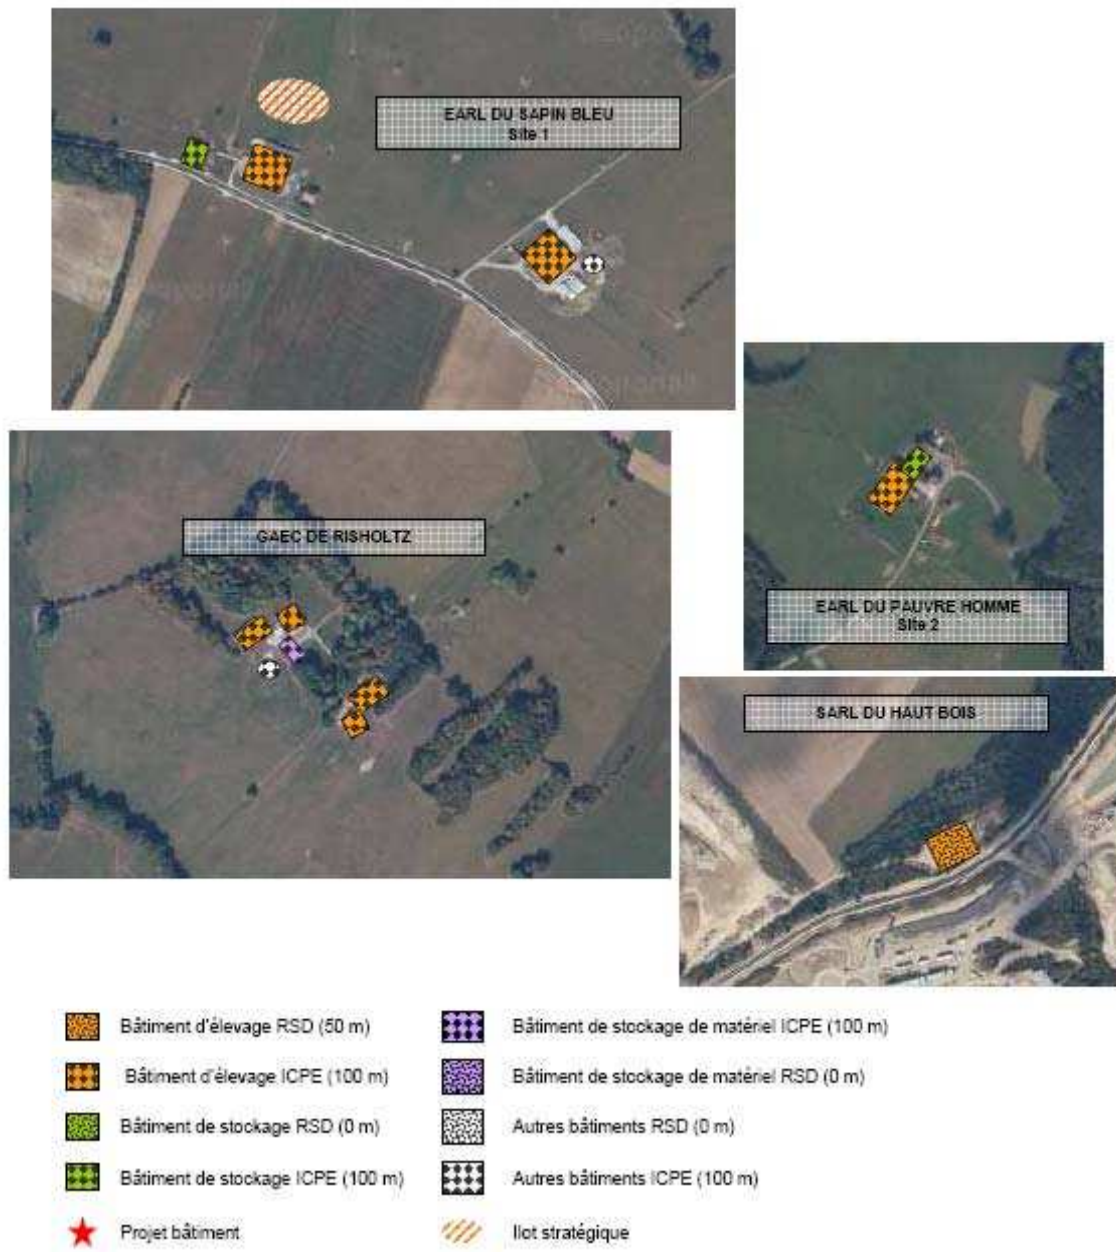 EARL DU SAPIN BLEU
Site 1
GAEC DE RISHOLTZ
EARL DU PAUVRE HOMME
Site 2
SARL DU HAUT BOIS
Bâtiment d'élevage RSD (50 m)
Bâtiment d'élevage ICPE (100 m)
Bâtiment de stockage RSD (0 m)
Bâtiment de stockage ICPE (100 m)
Projet bâtiment
Bâtiment de stockage de matériel ICPE (100 m)
Bâtiment de stockage de matériel RSD (0 m)
Autres bâtiments RSD (0 m)
Autres bâtiments ICPE (100 m)
Ilot stratégique